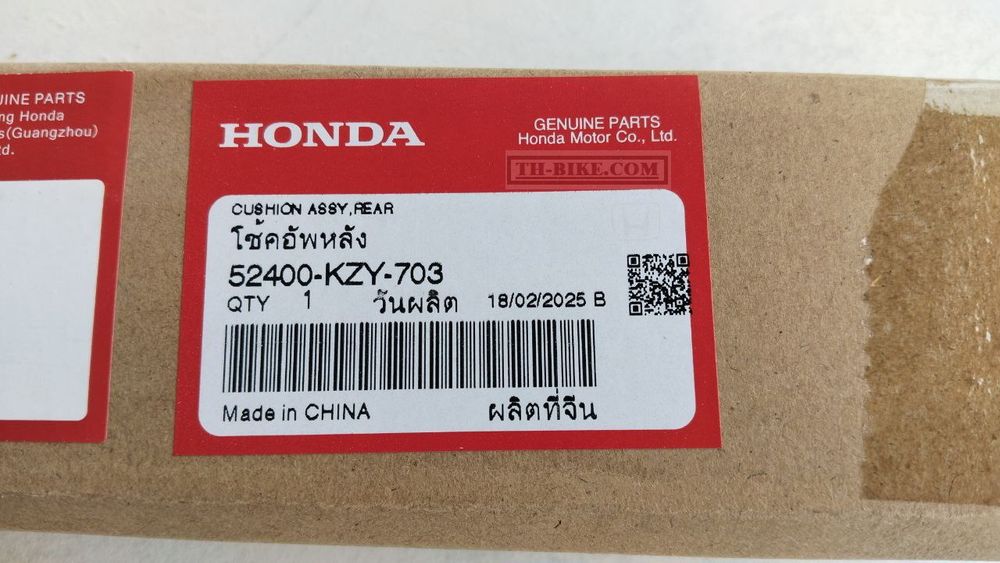 UINE PARTS
ng Honda
s(Guangzhou)
td.
HONDA
GENUINE PARTS
Honda Motor Co., Ltd.
TH-BIKE.COM
CUSHION ASSY,REAR
โช้คอัพหลัง
52400-KZY-703
QTY 1 วันผลิต 18/02/2025 B
Made in CHINA ผลิตที่จีน